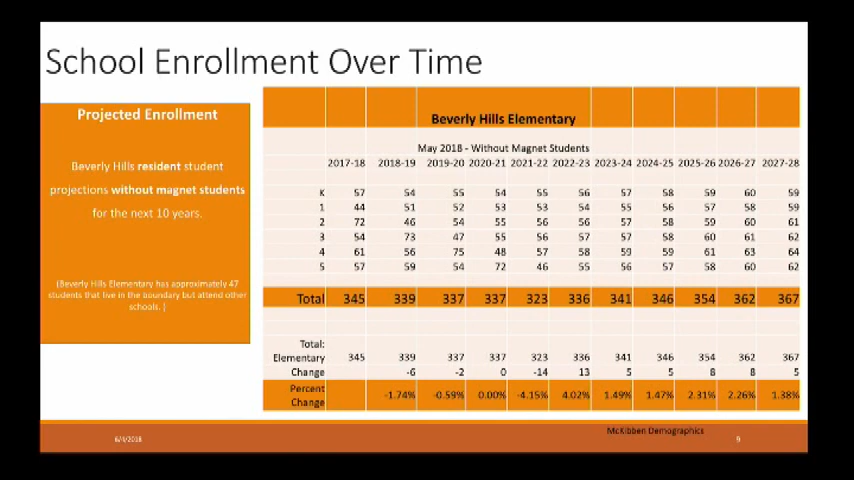 School Enrollment Over Time
Projected Enrollment
Beverly Hills resident student
projections without magnet students
for the next 10 years.
(Beverly Hills Elementary has approximately 47
students that live in the boundary but attend other
schools. )
Beverly Hills Elementary
May 2018 - Without Magnet Students
2017-18 2018-19 2019-20 2020-21 2021-22 2022-23 2023-24 2024-25 2025-26 2026-27 2027-28
K 57 54 55 54 55 56 57 58 59 60 59
1 44 51 52 53 53 54 55 56 57 58 59
2 72 46 54 55 56 56 57 58 59 60 61
3 54 73 47 55 56 57 57 58 60 61 62
4 61 56 75 48 57 58 59 59 61 63 64
5 57 59 54 72 46 55 56 57 58 60 62
Total 345 339 337 337 323 336 341 346 354 362 367
Total:
Elementary 345 339 337 337 323 336 341 346 354 362 367
Change -6 -2 0 -14 13 5 5 8 8 5
Percent
Change -1.74% -0.59% 0.00% -4.15% 4.02% 1.49% 1.47% 2.31% 2.26% 1.38%
McKibben Demographics
6/4/2018
9